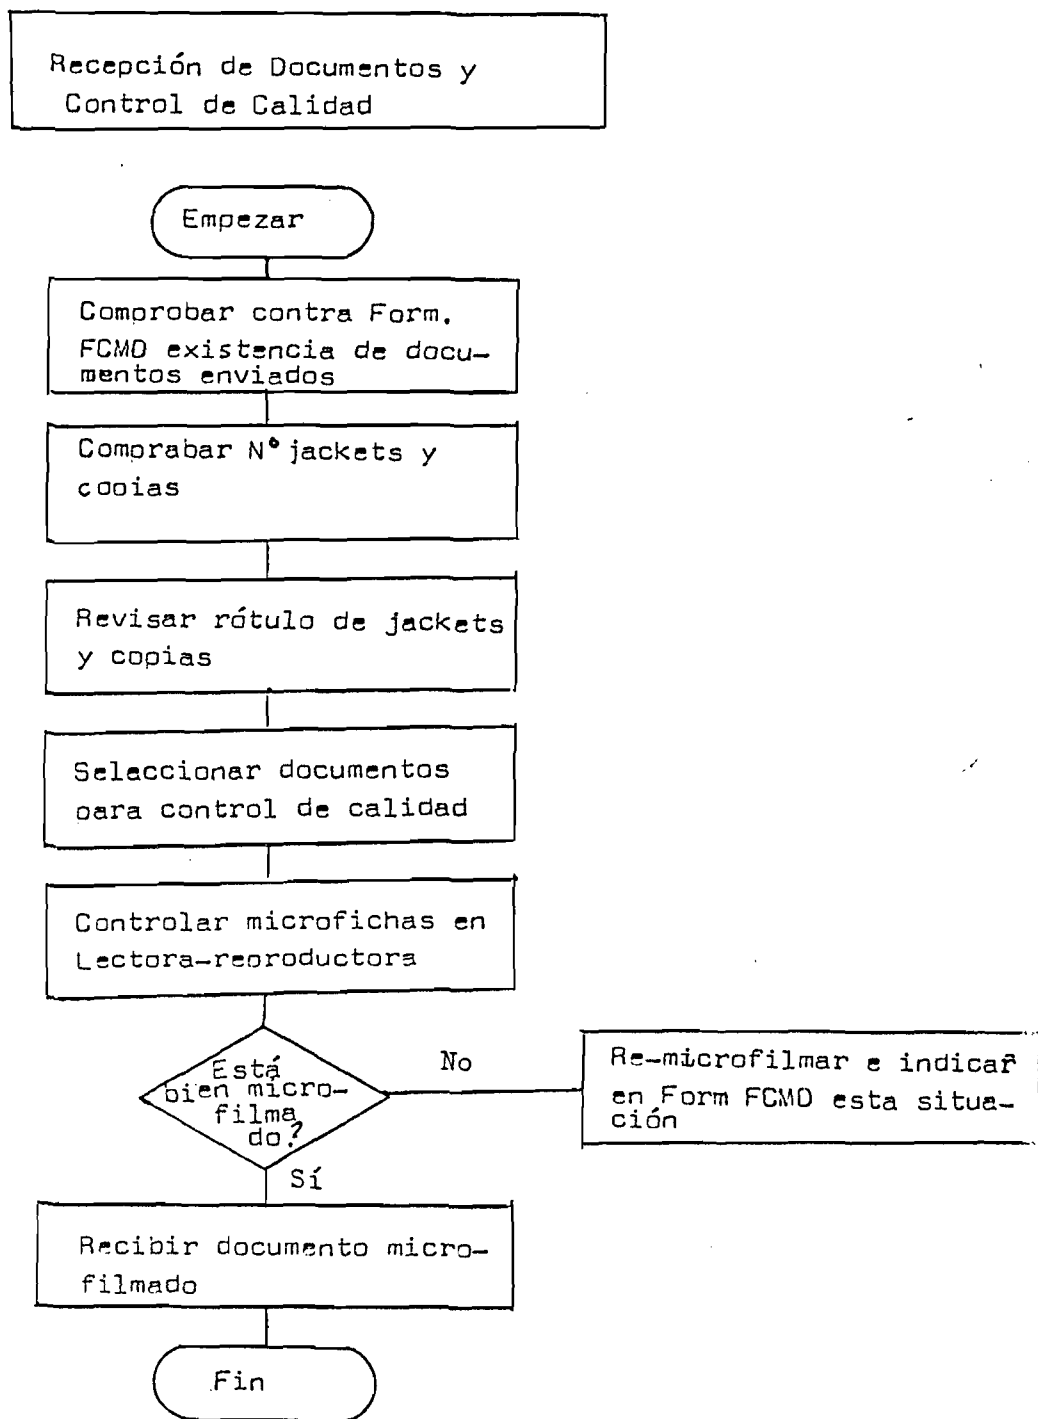 Recepción de Documentos y
Control de Calidad
Empezar
Comprobar contra Form.
FCMD existencia de docu-
mentos enviados
Comprabar N° jackets y
copias
Revisar rótulo de jackets
y copias
Seleccionar documentos
para control de calidad
Controlar microfichas en
Lectora-reproductora
Está
bien micro-
filma
do?
No
Re-microfilmar e indicar
en Form FCMD esta situa-
ción
Sí
Recibir documento micro-
filmado
Fin